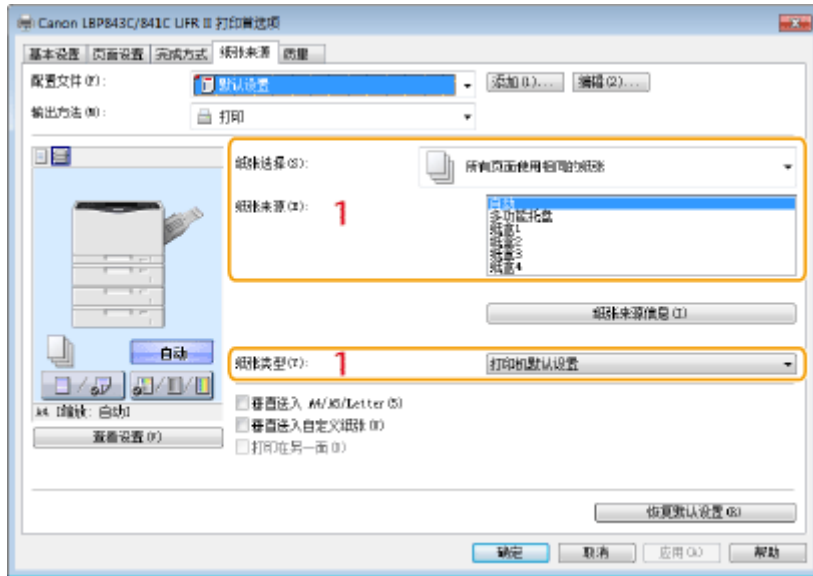 Canon LBP843C/841C UFR II 打印首选项
基本设置 页面设置 完成方式 纸张来源 质量
配置文件(F): 默认设置 添加(1)... 编辑(2)...
输出方法(M): 打印
纸张选择(S): 所有页面使用相同的纸张
纸张来源(Z): 1 自动
多功能托盘
纸盒1
纸盒2
纸盒3
纸盒4
纸张来源信息(I)
自动
纸张类型(Y): 1 打印机默认设置
A4 [缩放: 自动]
查看设置(V)
垂直送入 A4/A5/Letter(5)
垂直送入自定义纸张
打印在另一面
恢复默认设置(R)
确定 取消 应用(A) 帮助